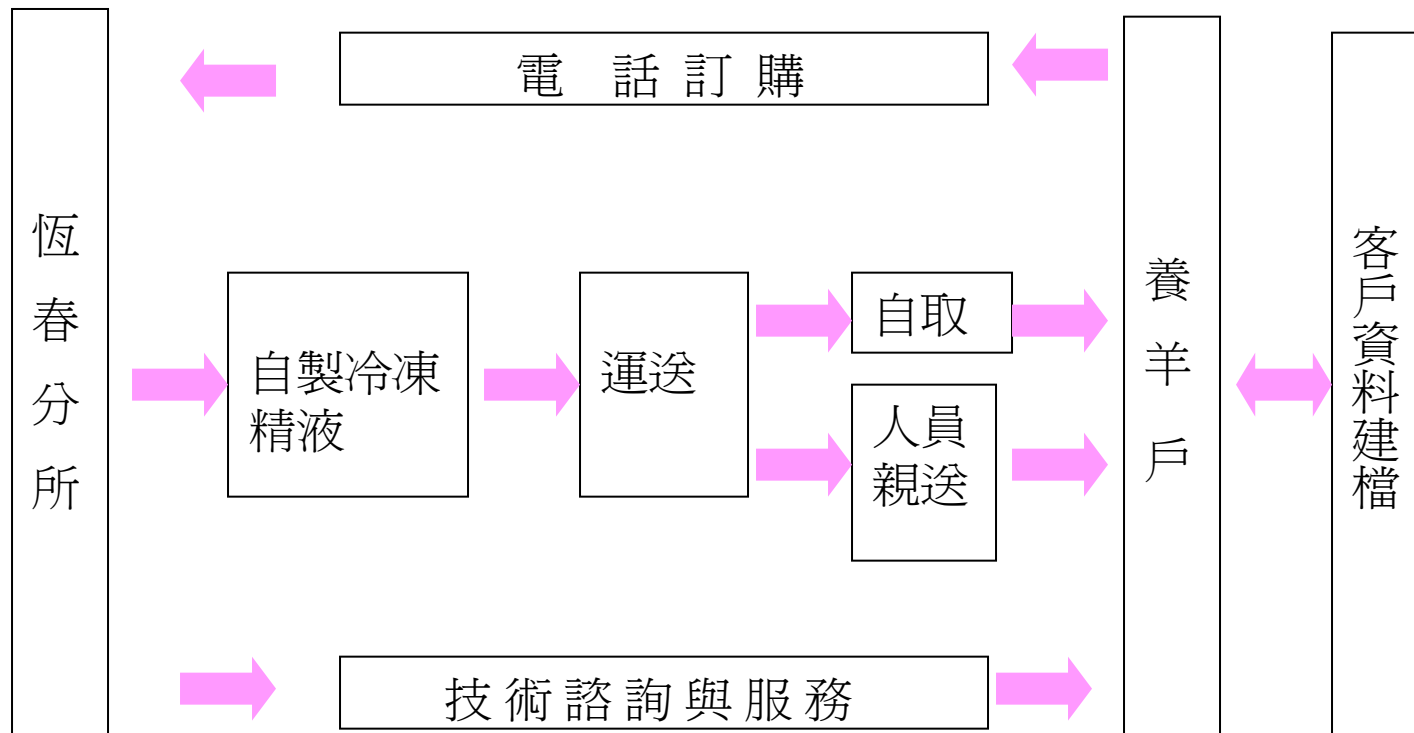 電 話 訂 購
恆春分所
自製冷凍
精液
運送
自取
人員
親送
養羊戶
客戶資料建檔
技術諮詢與服務